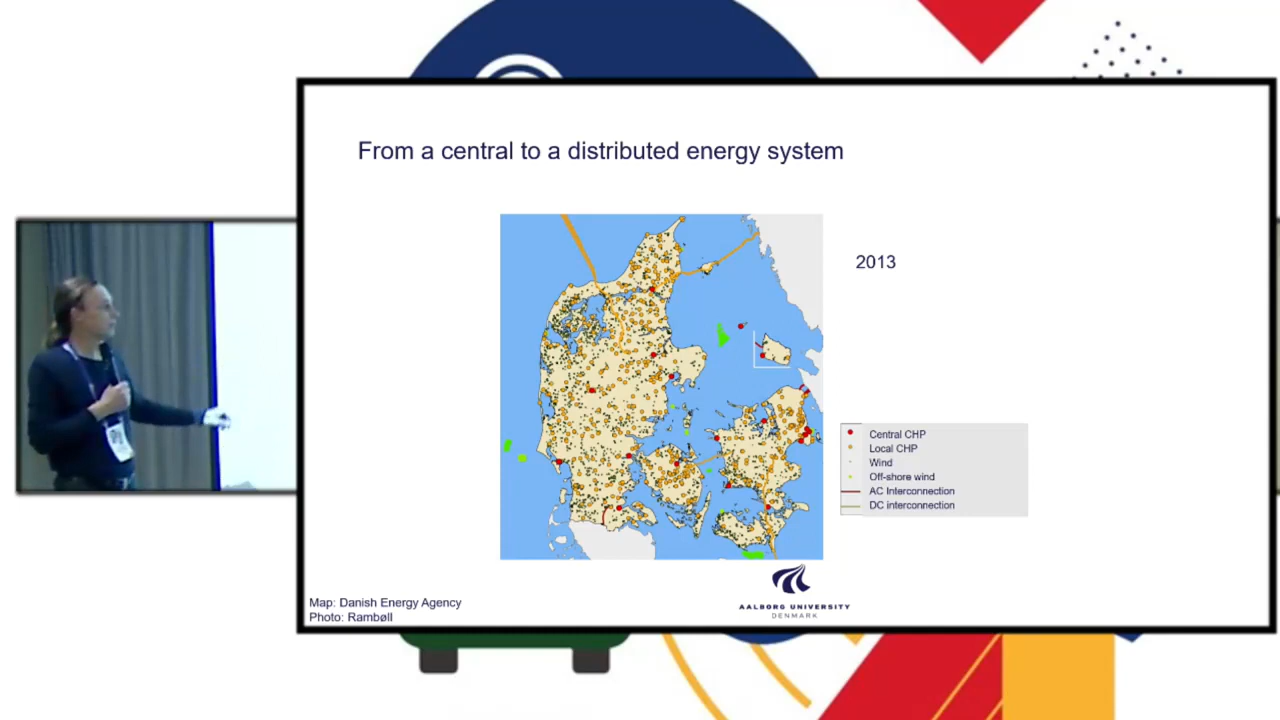 From a central to a distributed energy system
2013
Central CHP
Local CHP
Wind
Off-shore wind
AC Interconnection
DC interconnection
Map: Danish Energy Agency
Photo: Rambøll
AALBORG UNIVERSITY
DENMARK